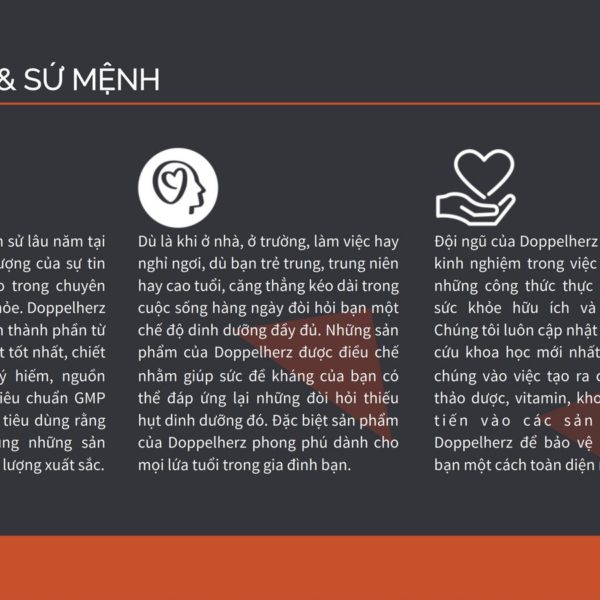 & SỨ MỆNH
sử lâu năm tại
ượng của sự tin
trong chuyên
ỏe. Doppelherz
thành phần từ
tốt nhất, chiết
ý hiếm, nguồn
iêu chuẩn GMP
tiêu dùng rằng
ùng những sản
lượng xuất sắc.
Dù là khi ở nhà, ở trường, làm việc hay
nghỉ ngơi, dù bạn trẻ trung, trung niên
hay cao tuổi, căng thẳng kéo dài trong
cuộc sống hàng ngày đòi hỏi bạn một
chế độ dinh dưỡng đầy đủ. Những sản
phẩm của Doppelherz được điều chế
nhằm giúp sức đề kháng của bạn có
thể đáp ứng lại những đòi hỏi thiếu
hụt dinh dưỡng đó. Đặc biệt sản phẩm
của Doppelherz phong phú dành cho
mọi lứa tuổi trong gia đình bạn.
Đội ngũ của Doppelherz
kinh nghiệm trong việc
những công thức thực
sức khỏe hữu ích và
Chúng tôi luôn cập nhật
cứu khoa học mới nhất
chúng vào việc tạo ra c
thảo dược, vitamin, kho
tiến vào các sản
Doppelherz để bảo vệ
bạn một cách toàn diện